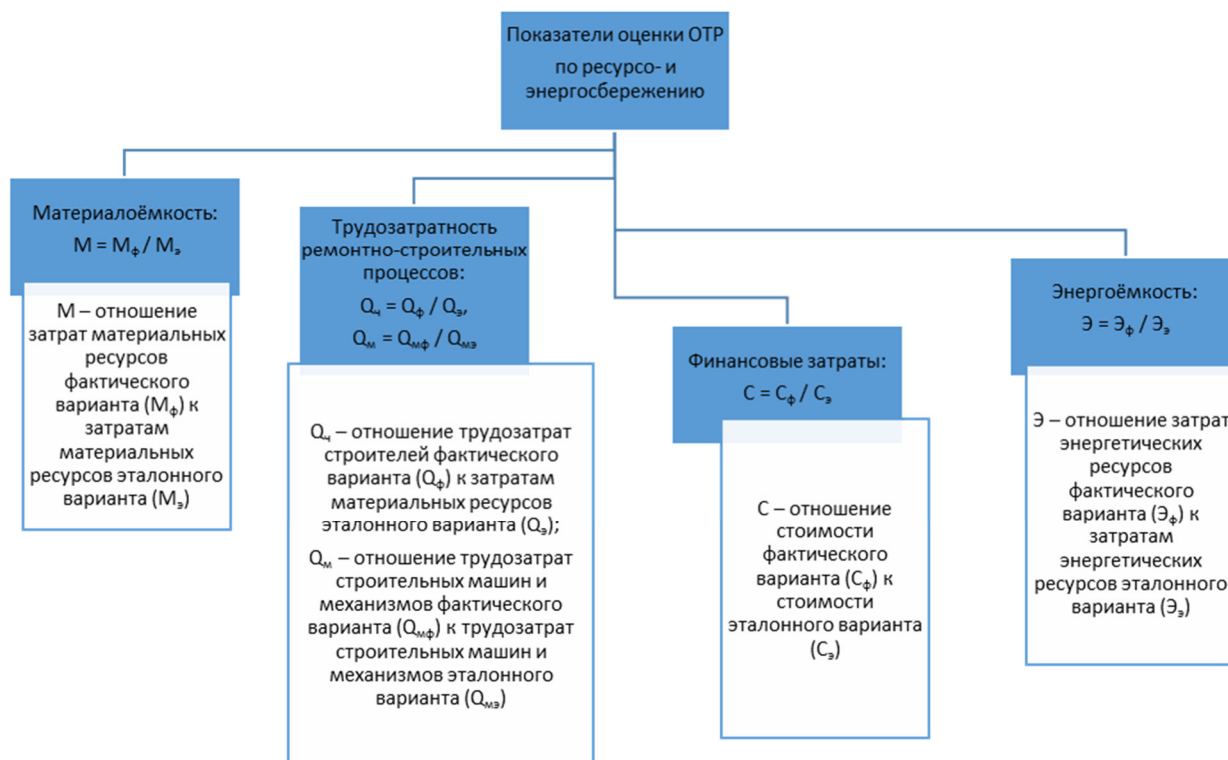 Показатели оценки ОТР
по ресурсо- и
энергосбережению
Материалоёмкость:
М = Мф / Мэ
М – отношение
затрат материальных
ресурсов
фактического
варианта (Мф) к
затратам
материальных
ресурсов эталонного
варианта (Мэ)
Трудозатратность
ремонтно-строительных
процессов:
Qч = Qф / Qэ,
Qм = Qмф / Qмэ
Qч – отношение трудозатрат
строителей фактического
варианта (Qф) к затратам
материальных ресурсов
эталонного варианта (Qэ);
Qм – отношение трудозатрат
строительных машин и
механизмов фактического
варианта (Qмф) к трудозатрат
строительных машин и
механизмов эталонного
варианта (Qмэ)
Финансовые затраты:
С = Сф / Сэ
С – отношение
стоимости
фактического
варианта (Сф) к
стоимости
эталонного варианта
(Сэ)
Энергоёмкость:
Э = Эф / Ээ
Э – отношение затрат
энергетических
ресурсов
фактического
варианта (Эф) к
затратам
энергетических
ресурсов эталонного
варианта (Ээ)